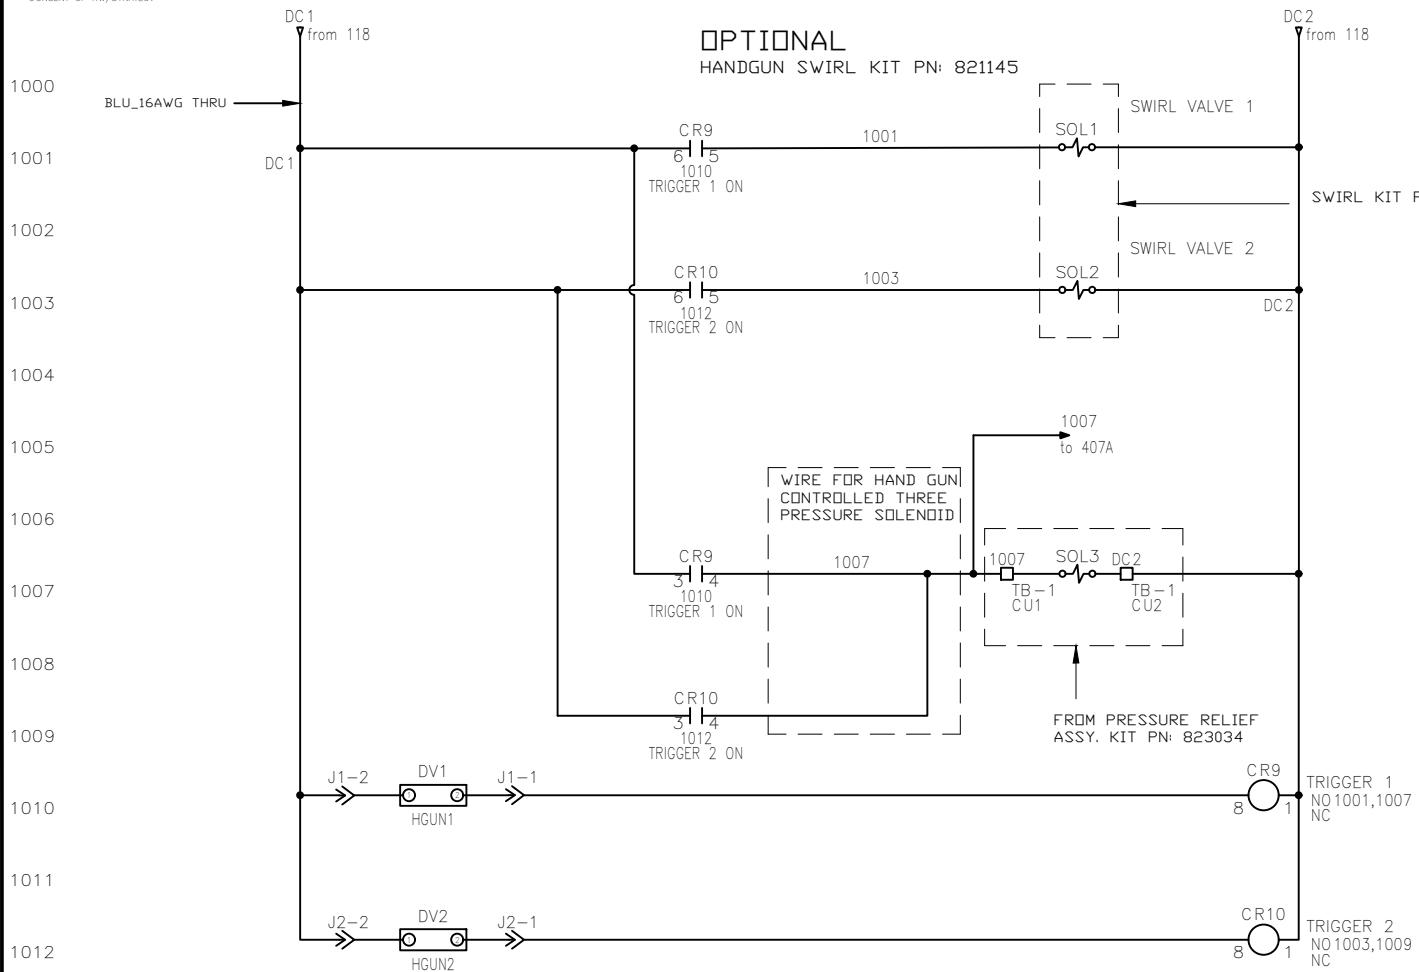 DC1
from 118
DC2
from 118
OPTIONAL
HANDGUN SWIRL KIT PN: 821145
1000
BLU_16AWG THRU
SWIRL VALVE 1
CR9
1001
SOL1
1001
DC1
6 5
1010
TRIGGER 1 ON
SWIRL KIT
1002
SWIRL VALVE 2
CR10
1003
SOL2
1003
6 5
DC2
1012
TRIGGER 2 ON
1004
1007
to 407A
1005
WIRE FOR HAND GUN
CONTROLLED THREE
PRESSURE SOLENOID
1006
CR9
1007
1007
SOL3
DC2
1007
3 4
1010
TRIGGER 1 ON
TB-1
CU1
TB-1
CU2
1008
CR10
3 4
1012
TRIGGER 2 ON
FROM PRESSURE RELIEF
ASSY. KIT PN: 823034
1009
J1-2
DV1
J1-1
CR9
1 2
8 1
HGUN1
TRIGGER 1
NO1001,1007
NC
1010
1011
J2-2
DV2
J2-1
CR10
1 2
8 1
HGUN2
TRIGGER 2
NO1003,1009
NC
1012